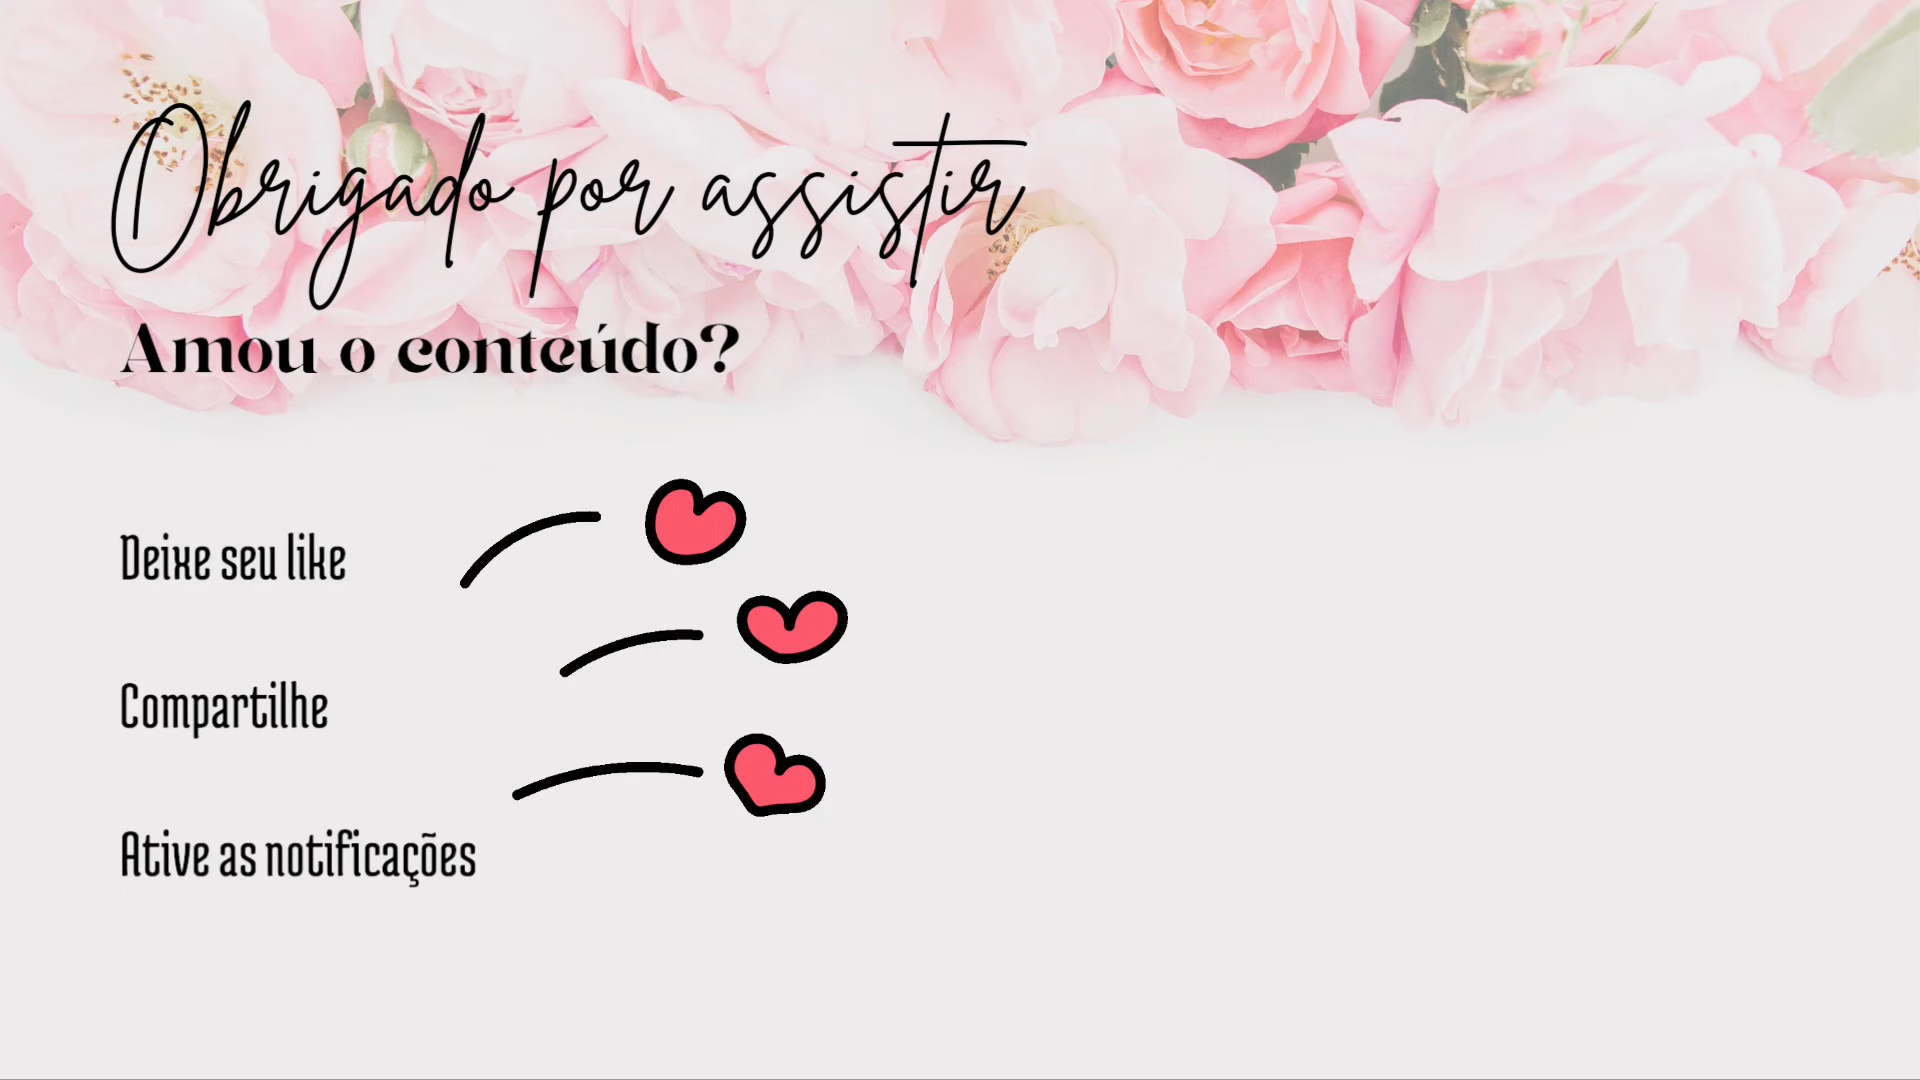 Obrigado por assistir
Amou o conteúdo?
Deixe seu like
Compartilhe
Ative as notificações